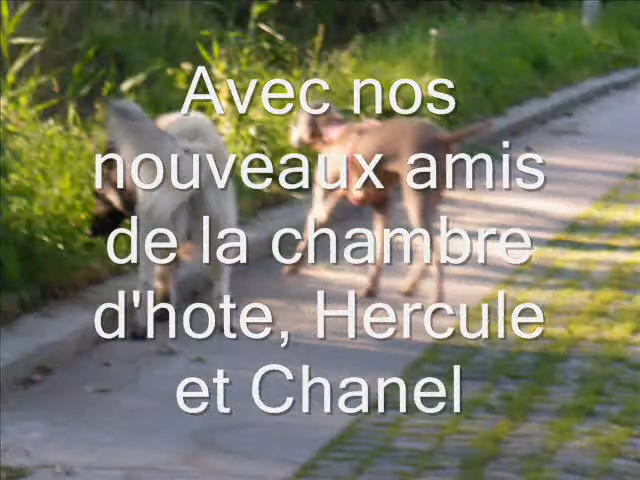 Avec nos
nouveaux amis
de la chambre
d'hote, Hercule
et Chanel